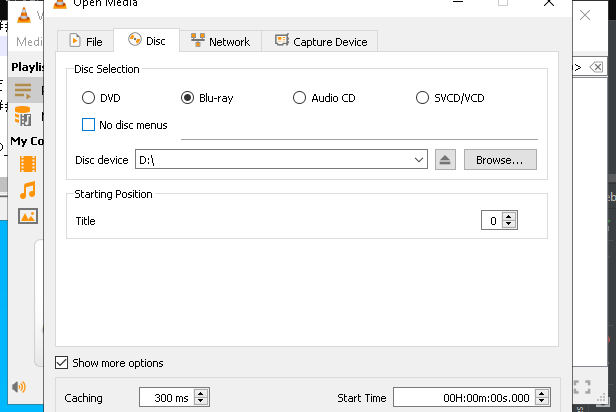 Open Media
V
Medi
File
Disc
Network
Capture Device
Playlis
Disc Selection
DVD
Blu-ray
Audio CD
SVCD/VCD
No disc menus
My Co
Disc device
D:\
Browse...
Starting Position
Title
0
Show more options
Caching
300 ms
Start Time
00H:00m:00s.000